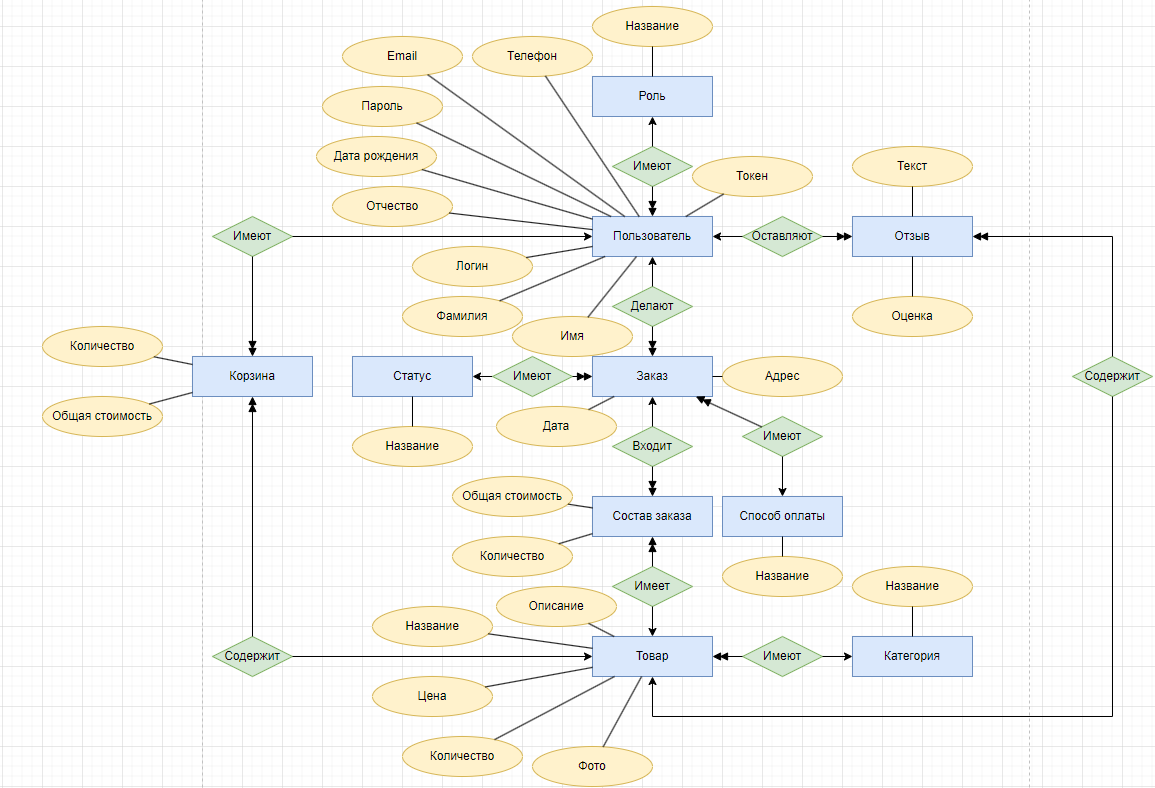 Название
Email
Телефон
Роль
Пароль
Дата рождения
Имеют
Токен
Текст
Отчество
Имеют
Пользователь
Оставляют
Отзыв
Логин
Делают
Фамилия
Имя
Оценка
Количество
Корзина
Статус
Имеют
Заказ
Адрес
Содержит
Общая стоимость
Дата
Название
Входит
Имеют
Общая стоимость
Состав заказа
Способ оплаты
Количество
Название
Имеет
Название
Описание
Название
Содержит
Товар
Имеют
Категория
Цена
Количество
Фото